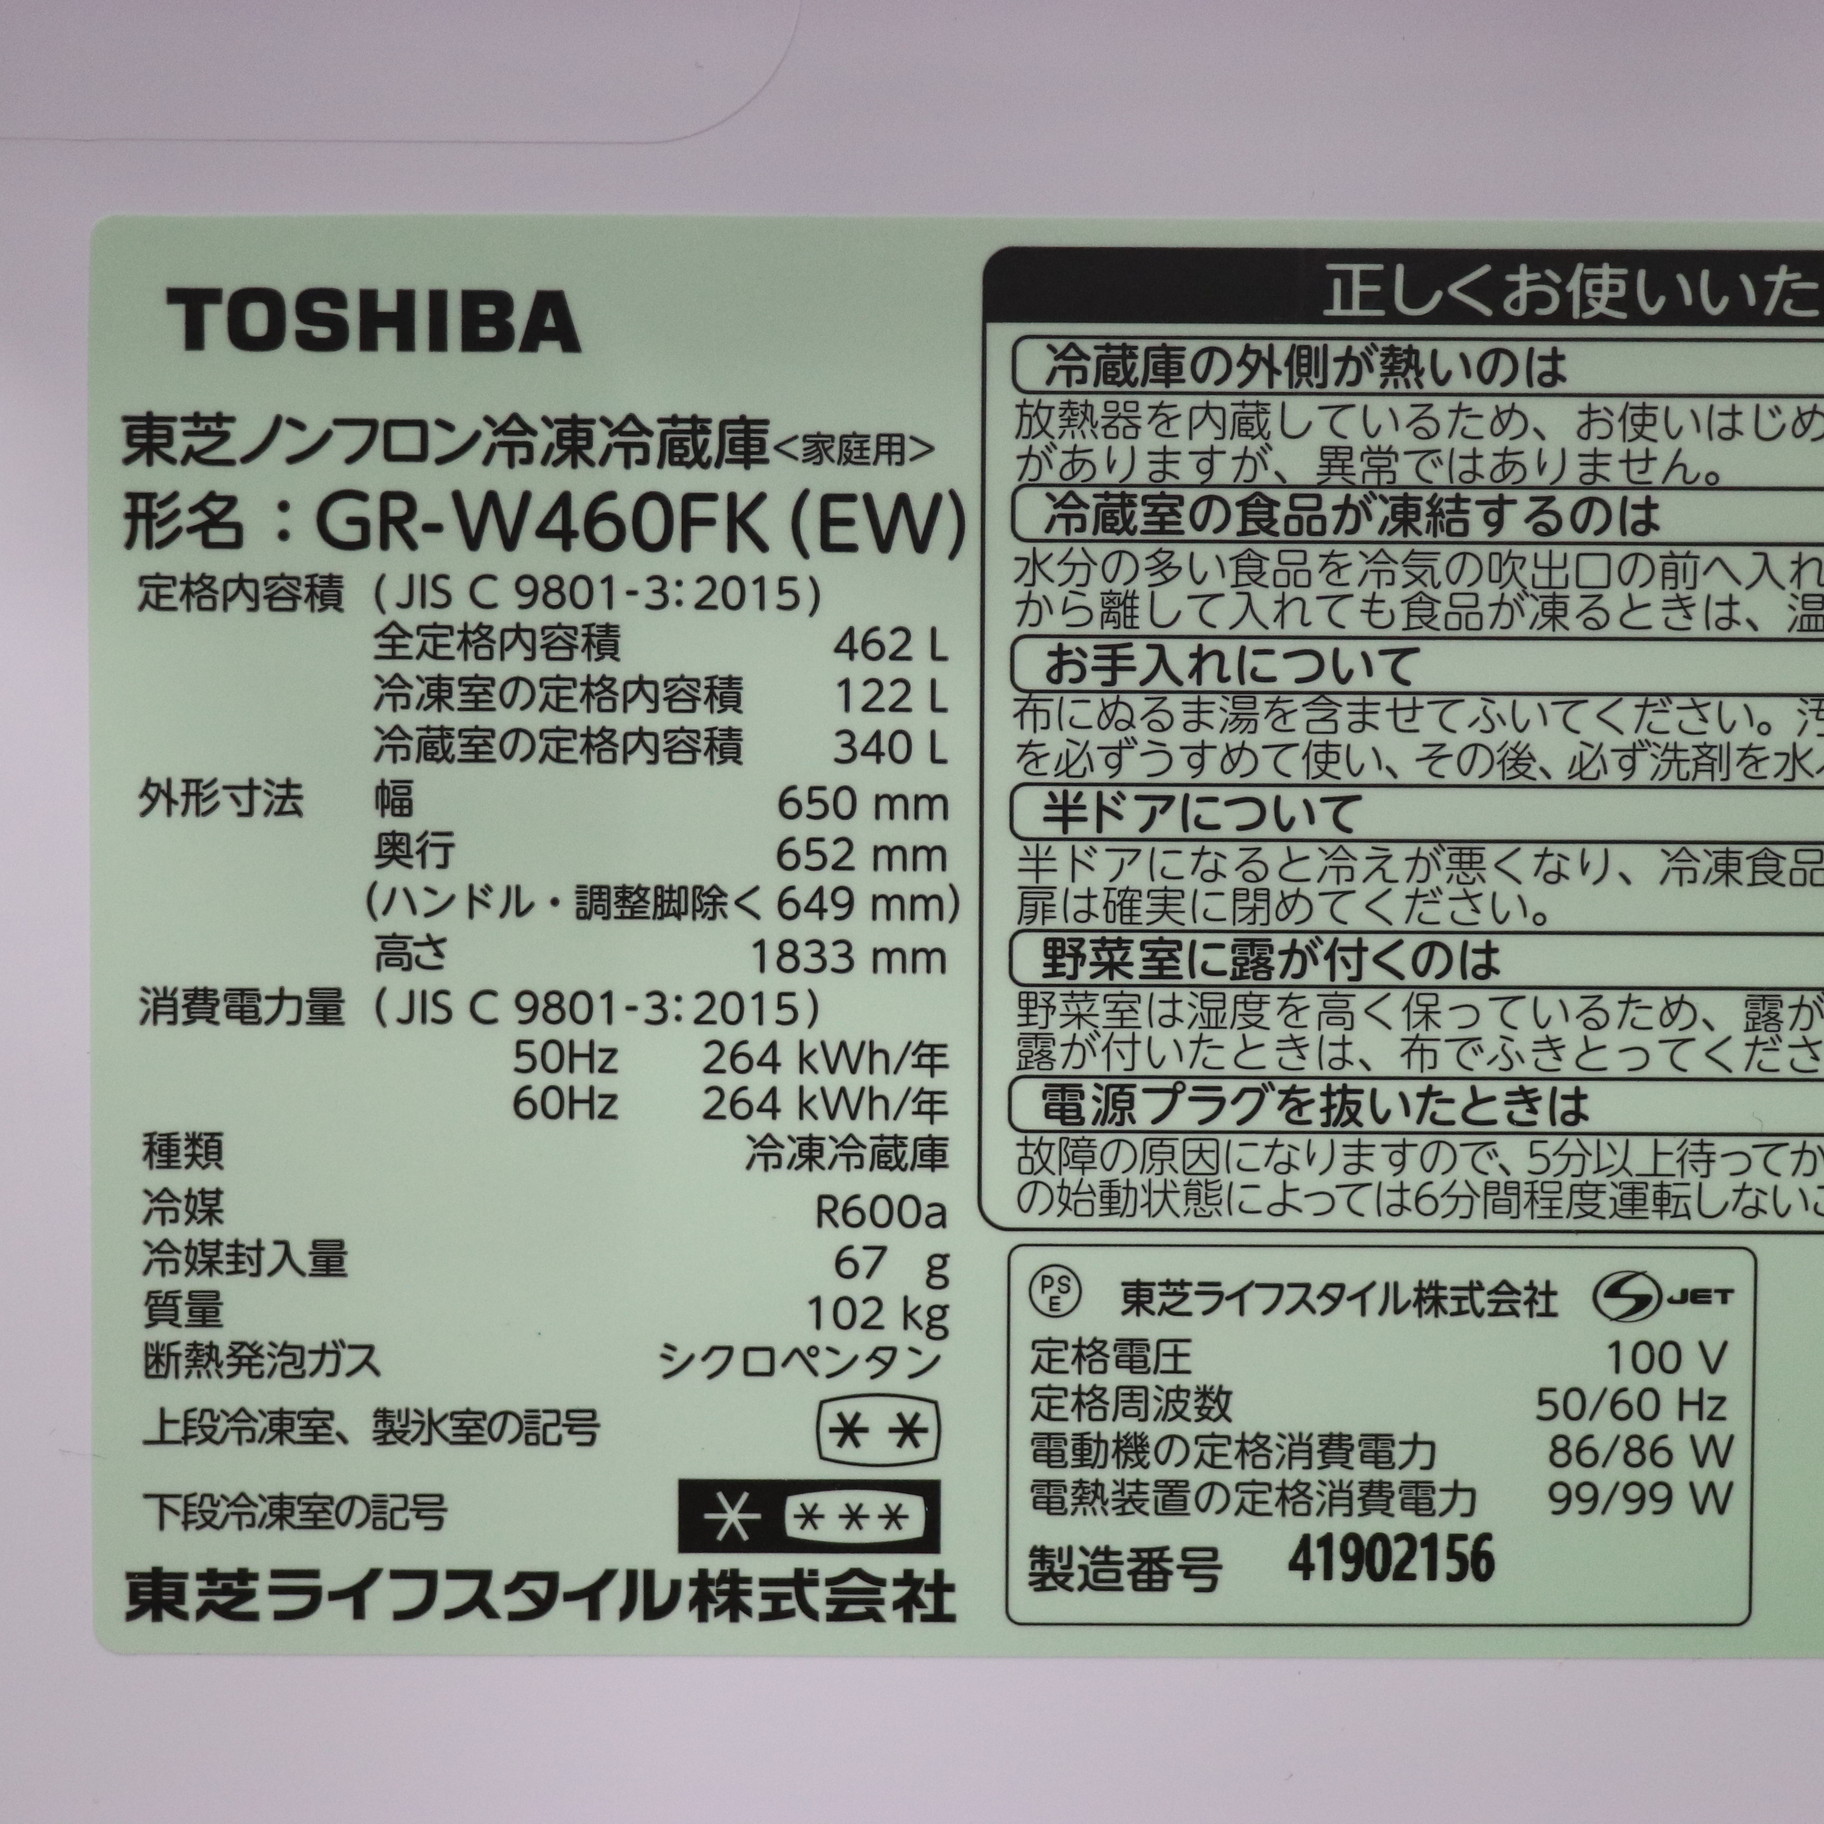 TOSHIBA
東芝ノンフロン冷凍冷蔵庫<家庭用>
形名：GR-W460FK(EW)
定格内容積 (JIS C 9801-3:2015)
全定格内容積 462 L
冷凍室の定格内容積 122 L
冷蔵室の定格内容積 340 L
外形寸法 幅 650 mm
奥行 652 mm
(ハンドル・調整脚除く 649 mm)
高さ 1833 mm
消費電力量 (JIS C 9801-3:2015)
50Hz 264 kWh/年
60Hz 264 kWh/年
種類 冷凍冷蔵庫
冷媒 R600a
冷媒封入量 67 g
質量 102 kg
断熱発泡ガス シクロペンタン
上段冷凍室、製氷室の記号 ＊＊
下段冷凍室の記号 ＊ ＊＊＊
東芝ライフスタイル株式会社
正しくお使いいた
冷蔵庫の外側が熱いのは
放熱器を内蔵しているため、お使いはじめ
がありますが、異常ではありません。
冷蔵室の食品が凍結するのは
水分の多い食品を冷気の吹出口の前へ入れ
から離して入れても食品が凍るときは、温
お手入れについて
布にぬるま湯を含ませてふいてください。汚
を必ずうすめて使い、その後、必ず洗剤を水
半ドアについて
半ドアになると冷えが悪くなり、冷凍食品
扉は確実に閉めてください。
野菜室に露が付くのは
野菜室は湿度を高く保っているため、露が
露が付いたときは、布でふきとってくださ
電源プラグを抜いたときは
故障の原因になりますので、5分以上待ってか
の始動状態によっては6分間程度運転しない
PSE 東芝ライフスタイル株式会社 S JET
定格電圧 100 V
定格周波数 50/60 Hz
電動機の定格消費電力 86/86 W
電熱装置の定格消費電力 99/99 W
製造番号 41902156